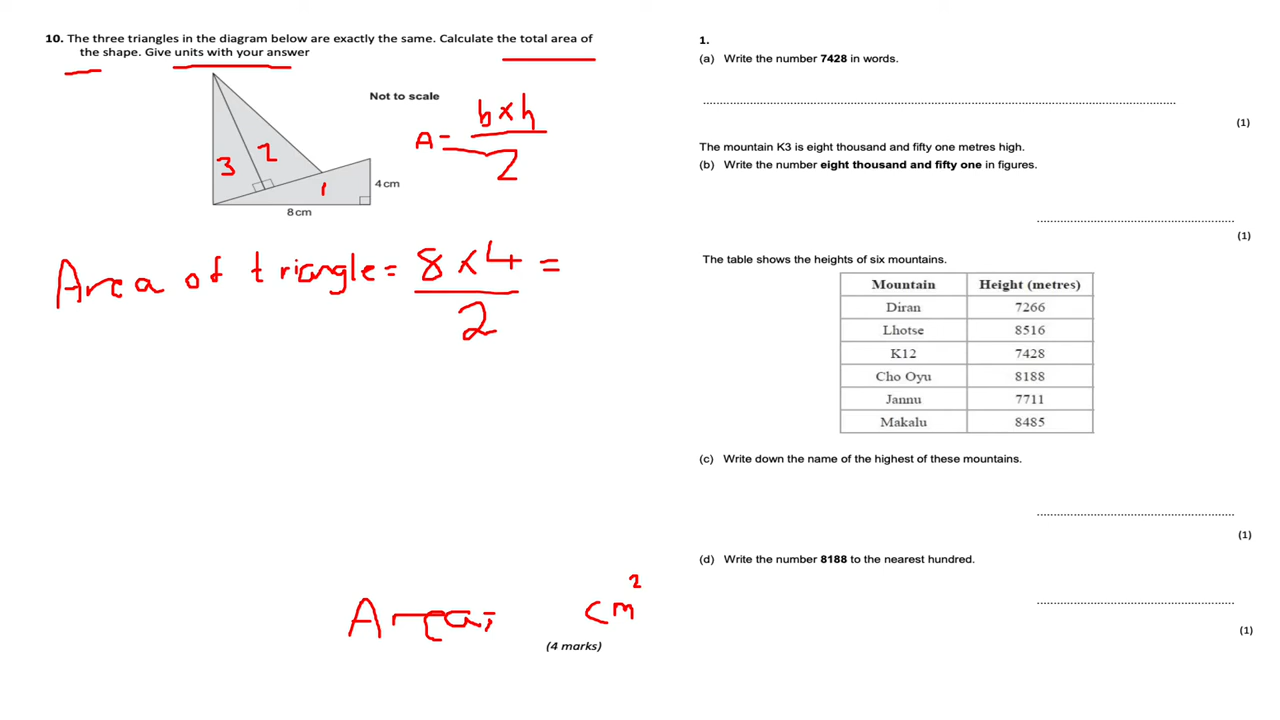 10. The three triangles in the diagram below are exactly the same. Calculate the total area of
the shape. Give units with your answer
Not to scale
A = b x h
2
3
2
1
4 cm
8 cm
Area of triangle = 8 x 4 =
2
Area = cm²
(4 marks)
1.
(a) Write the number 7428 in words.
(1)
The mountain K3 is eight thousand and fifty one metres high.
(b) Write the number eight thousand and fifty one in figures.
(1)
The table shows the heights of six mountains.
Mountain Height (metres)
Diran 7266
Lhotse 8516
K12 7428
Cho Oyu 8188
Jannu 7711
Makalu 8485
(c) Write down the name of the highest of these mountains.
(1)
(d) Write the number 8188 to the nearest hundred.
(1)